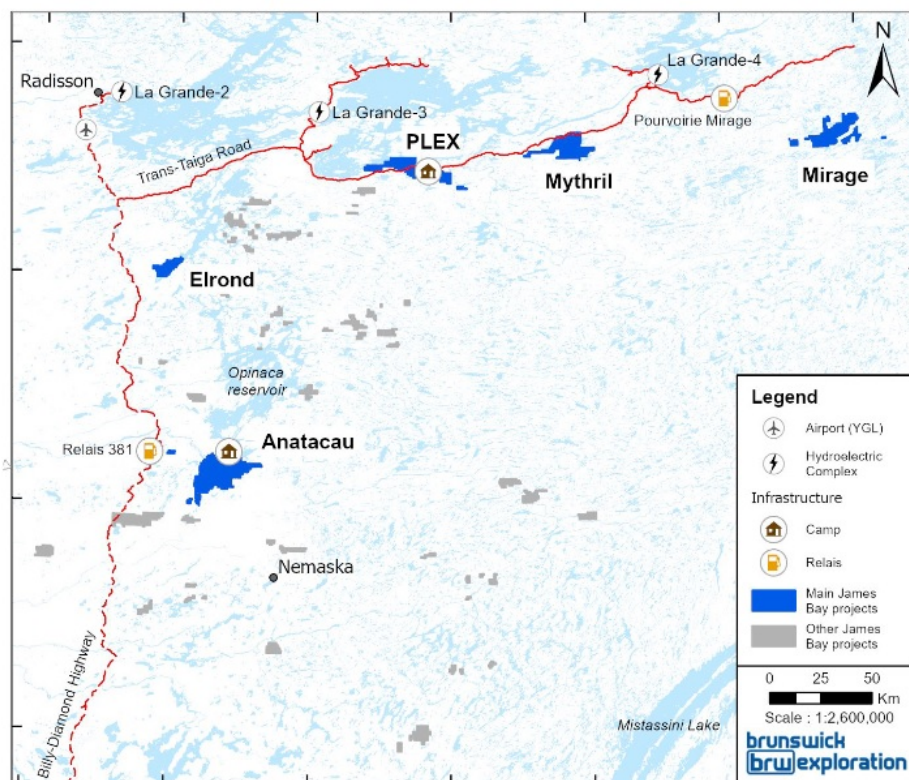 N
La Grande-4
Radisson
La Grande-2
Pourvoirie Mirage
La Grande-3
PLEX
Trans-Taiga Road
Mythril
Mirage
Elrond
Opinaca
reservoir
Anatacau
Relais 381
Nemaska
Billy-Diamond Highway
Mistassini Lake
Legend
Airport (YGL)
Hydroelectric
Complex
Infrastructure
Camp
Relais
Main James
Bay projects
Other James
Bay projects
0 25 50
Km
Scale : 1:2,600,000
brunswick
brw exploration